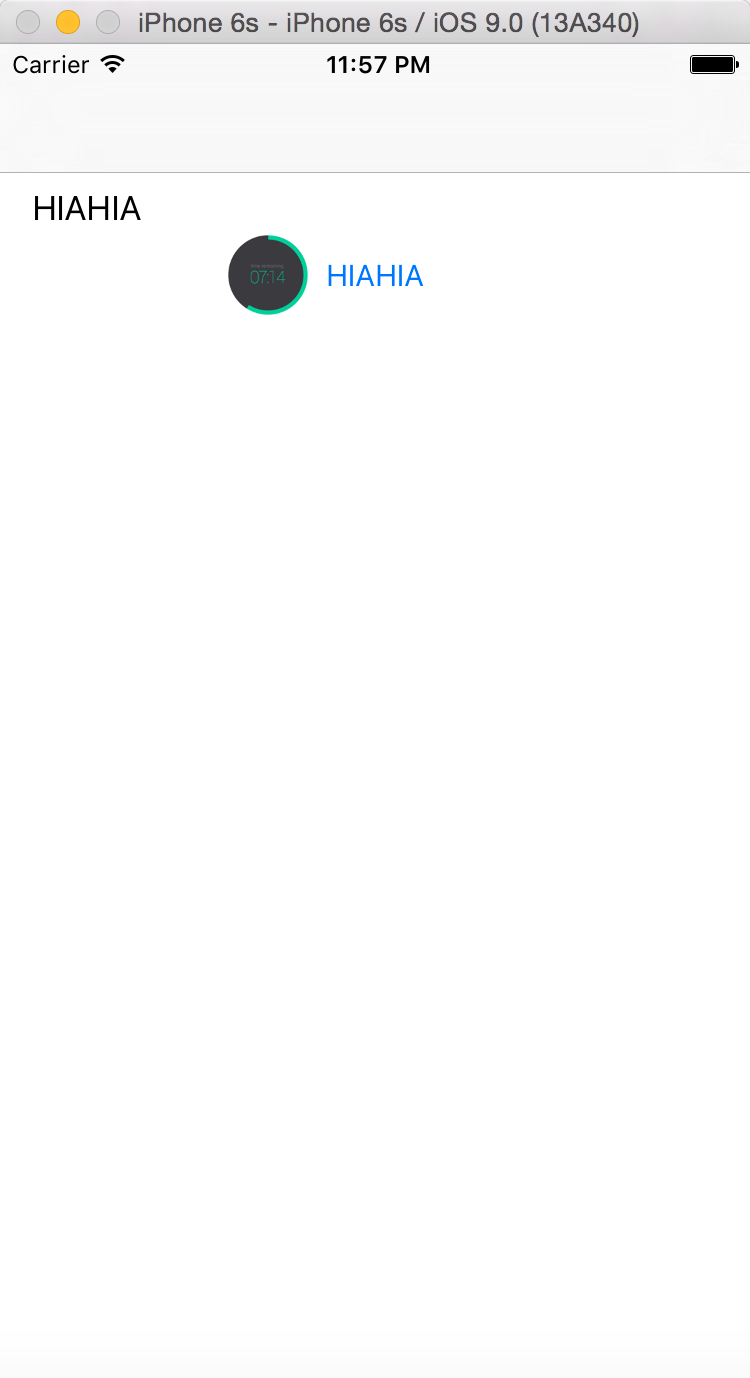 iPhone 6s - iPhone 6s / iOS 9.0 (13A340)
Carrier 11:57 PM
HIAHIA
07:14 HIAHIA